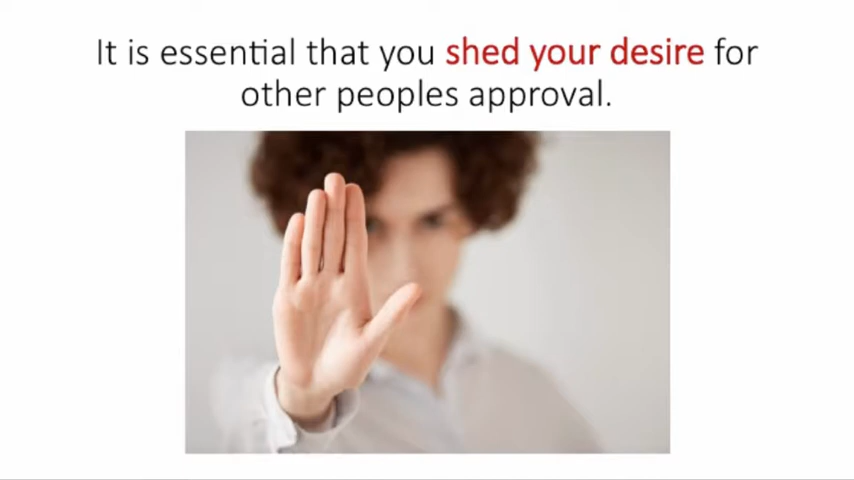 It is essential that you shed your desire for
other peoples approval.